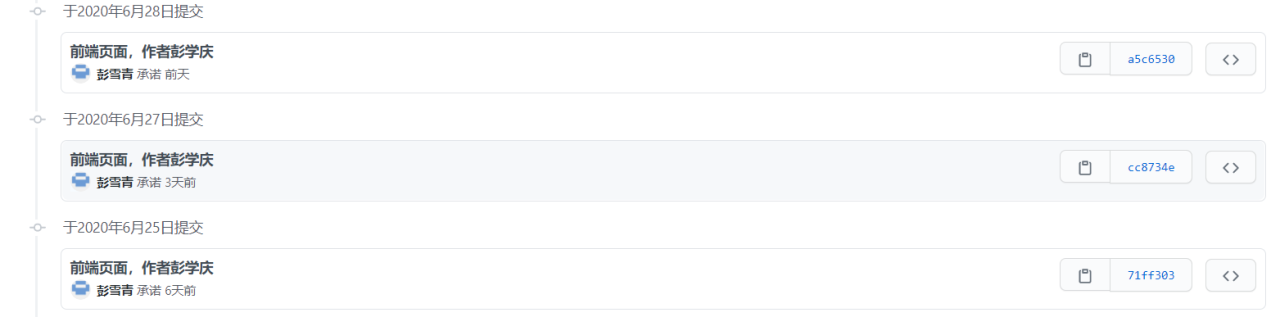 于2020年6月28日提交
前端页面，作者彭学庆
彭雪青 承诺 前天
a5c6530
于2020年6月27日提交
前端页面，作者彭学庆
彭雪青 承诺 3天前
cc8734e
于2020年6月25日提交
前端页面，作者彭学庆
彭雪青 承诺 6天前
71ff303